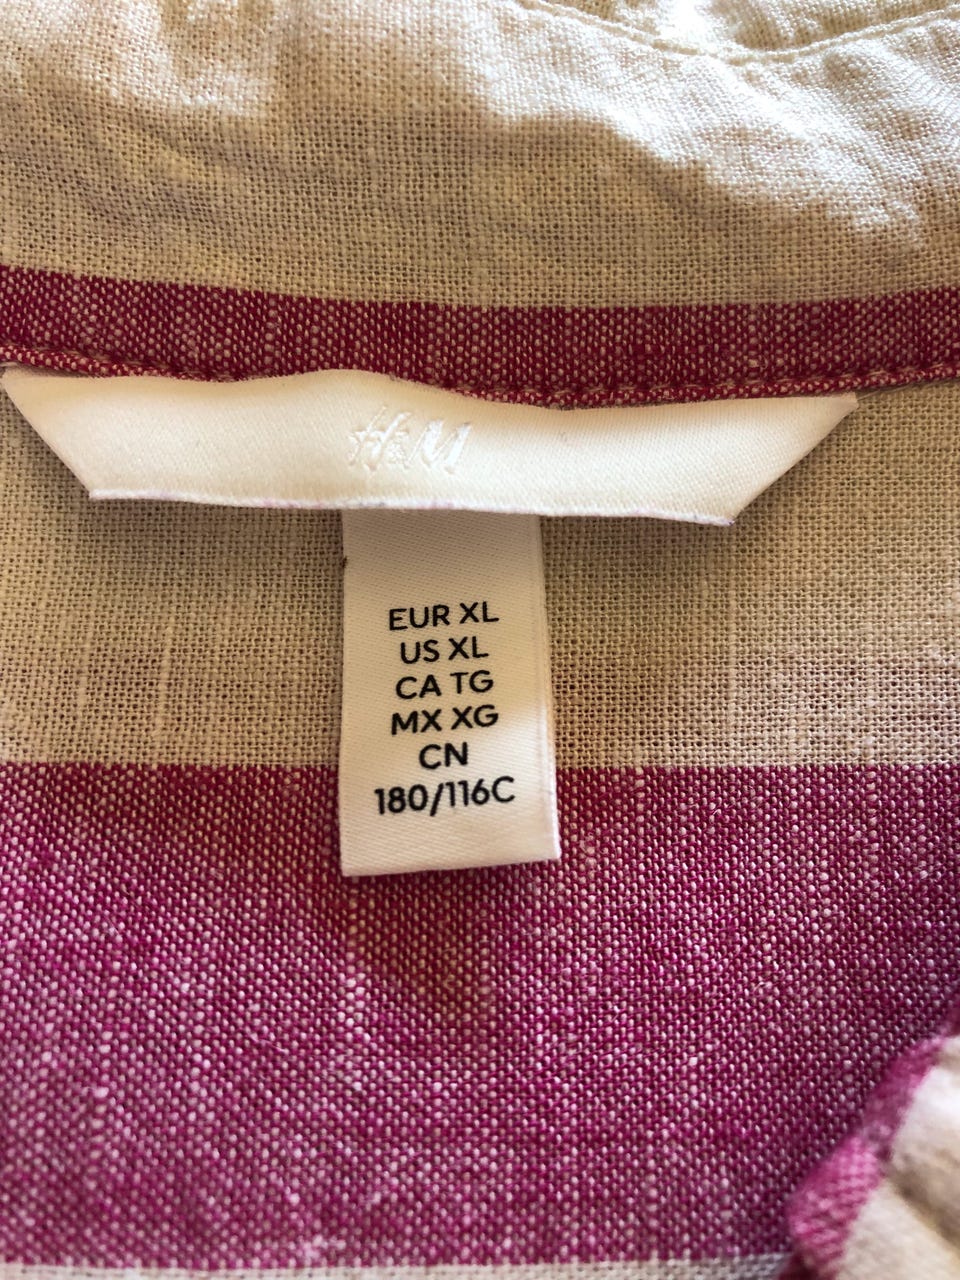 H&M
EUR XL
US XL
CA TG
MX XG
CN
180/116C